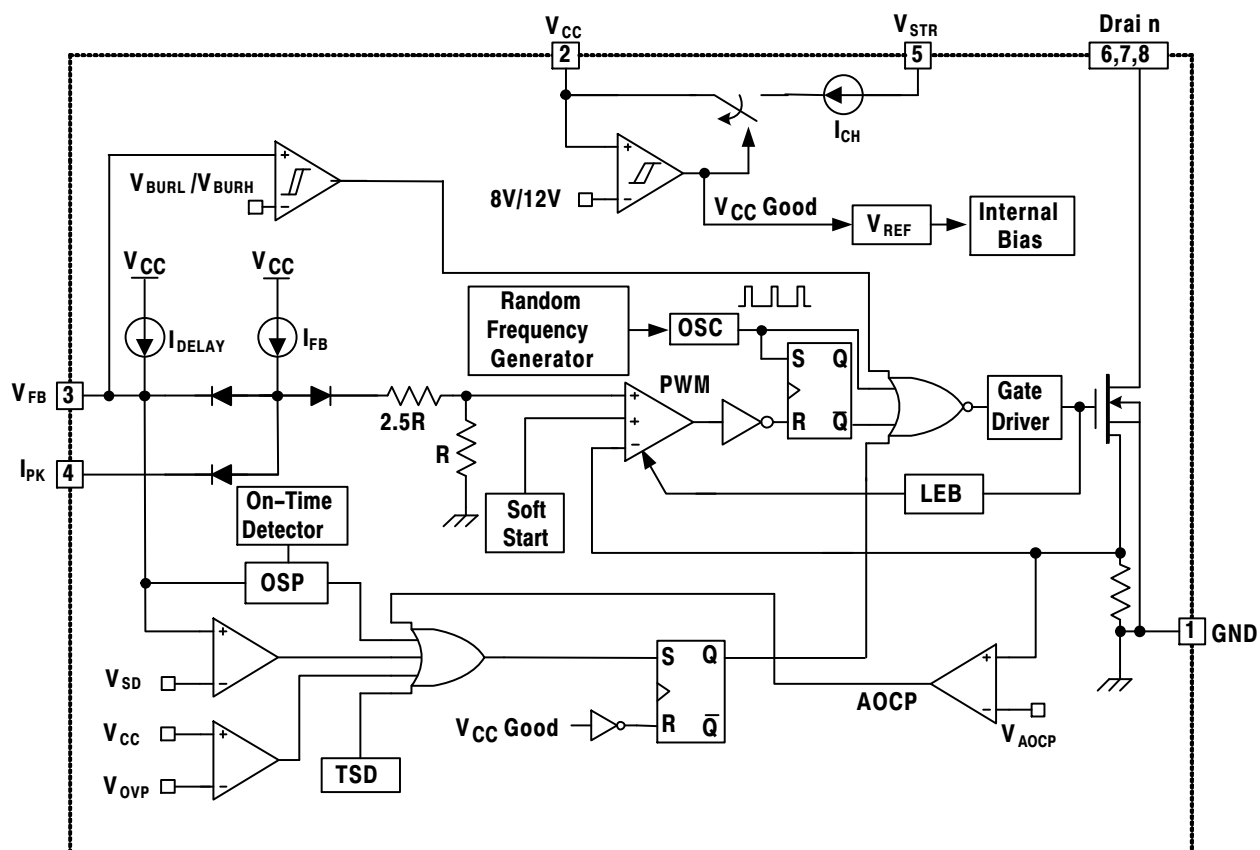 VCC
VSTR
Drai n
2
5
6,7,8
ICH
+
VBURL /VBURH
−
+
8V/12V
−
VCC Good
VREF
Internal
Bias
VCC
VCC
IDELAY
IFB
Random
Frequency
Generator
OSC
S
Q
R
Q̅
PWM
+
+
−
Gate
Driver
VFB
3
2.5R
R
IPK
4
LEB
Soft
Start
On−Time
Detector
OSP
+
VSD
−
S
Q
R
Q̅
VCC Good
+
−
AOCP
VAOCP
1
GND
VCC
+
VOVP
−
TSD